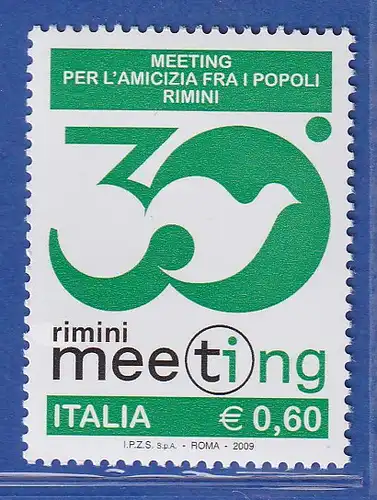 MEETING
PER L'AMICIZIA FRA I POPOLI
RIMINI
30°
rimini
meeting
ITALIA € 0,60
I.P.Z.S. S.p.A. - ROMA - 2009